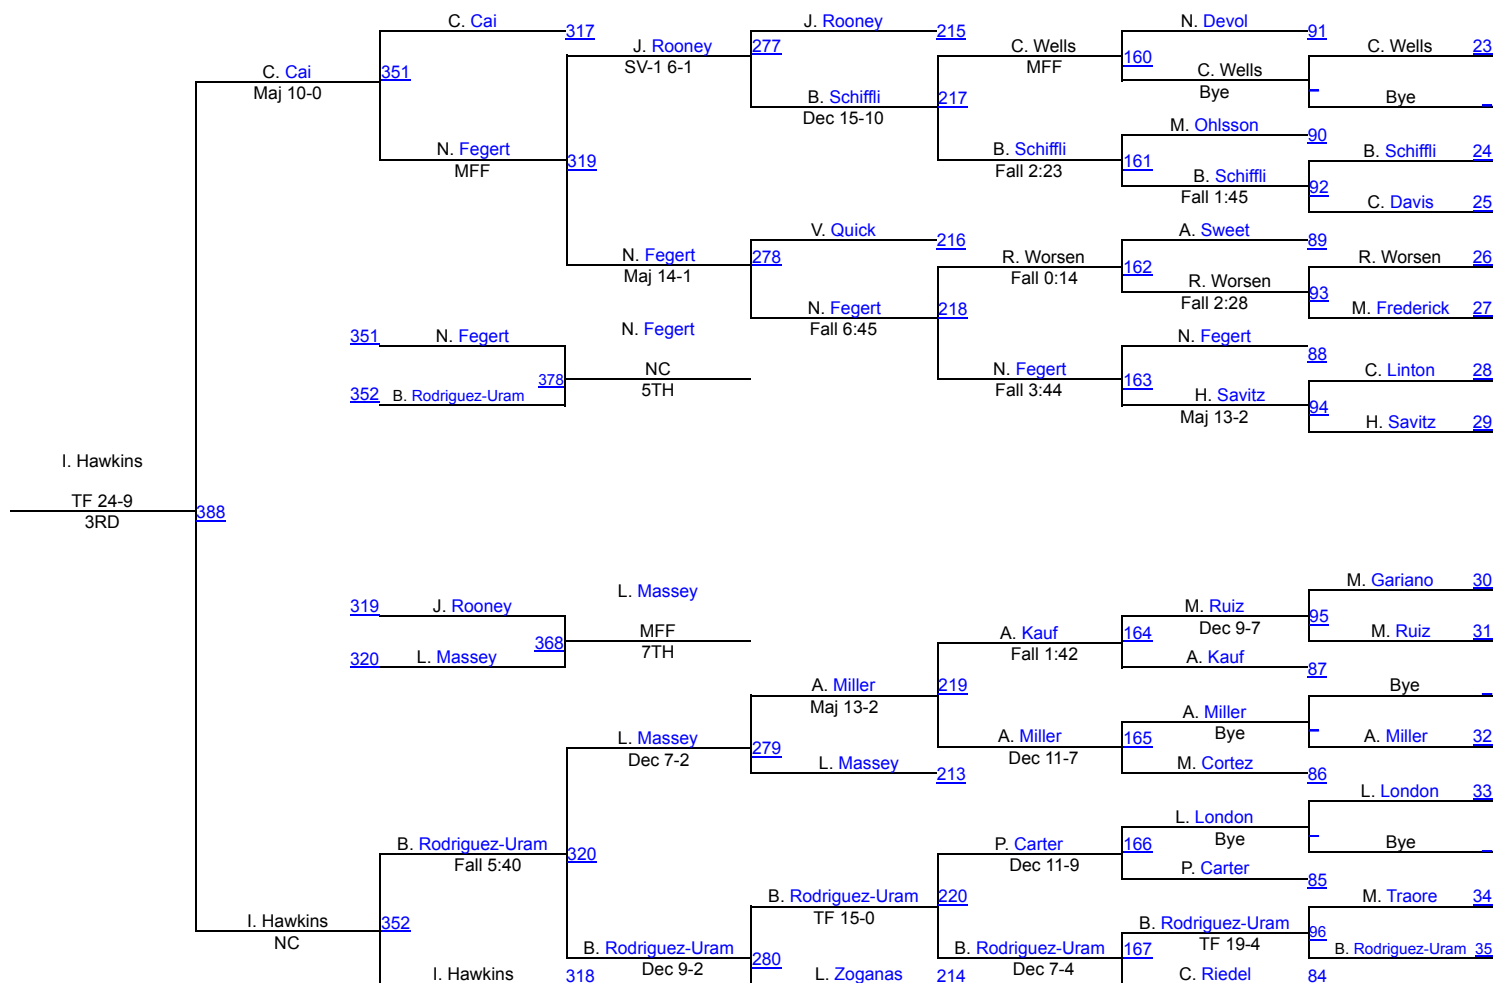 C. Cai 317 J. Rooney 215 N. Devol 91
J. Rooney 277 C. Wells 160 C. Wells 23
C. Cai 351 SV-1 6-1 MFF C. Wells
Maj 10-0 B. Schiffli 217 Bye _ Bye _
Dec 15-10
N. Fegert 319 B. Schiffli 161 M. Ohlsson 90
MFF Fall 2:23 B. Schiffli 92 B. Schiffli 24
Fall 1:45 C. Davis 25
V. Quick 216 A. Sweet 89
N. Fegert 278 R. Worsen 162 R. Worsen 26
Maj 14-1 Fall 0:14 R. Worsen 93
Fall 2:28
N. Fegert 218 M. Frederick 27
Fall 6:45
351 N. Fegert N. Fegert N. Fegert 88
378 NC N. Fegert 163 C. Linton 28
352 B. Rodriguez-Uram 5TH Fall 3:44 H. Savitz 94
Maj 13-2 H. Savitz 29
I. Hawkins
TF 24-9 388
3RD
L. Massey M. Gariano 30
319 J. Rooney M. Ruiz 95
368 MFF A. Kauf 164 Dec 9-7 M. Ruiz 31
320 L. Massey 7TH Fall 1:42 A. Kauf 87
A. Miller 219 Bye _
Maj 13-2 A. Miller _
L. Massey 279 A. Miller 165 Bye A. Miller 32
Dec 7-2 L. Massey 213 Dec 11-7 M. Cortez 86
L. London 33
L. London _
B. Rodriguez-Uram 320 P. Carter 166 Bye Bye _
Fall 5:40 Dec 11-9 P. Carter 85
B. Rodriguez-Uram 220 M. Traore 34
I. Hawkins 352 TF 15-0 B. Rodriguez-Uram 96
NC B. Rodriguez-Uram 280 B. Rodriguez-Uram 167 TF 19-4 B. Rodriguez-Uram 35
I. Hawkins 318 Dec 9-2 L. Zoganas 214 Dec 7-4 C. Riedel 84